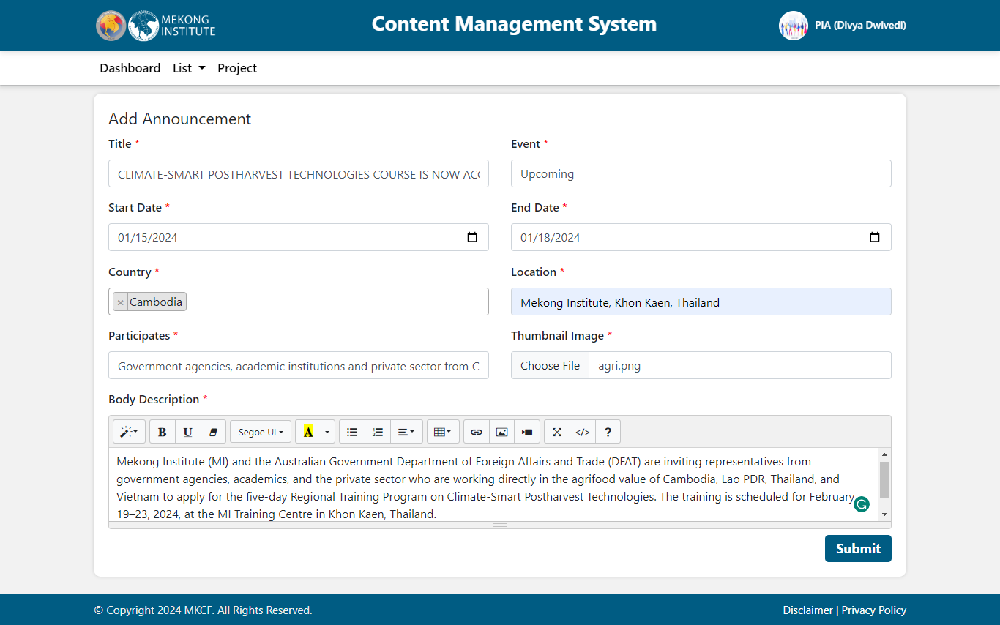 MEKONG
INSTITUTE
Content Management System
PIA (Divya Dwivedi)
Dashboard List Project
Add Announcement
Title *
Event *
CLIMATE-SMART POSTHARVEST TECHNOLOGIES COURSE IS NOW ACC
Upcoming
Start Date *
End Date *
01/15/2024
01/18/2024
Country *
Location *
× Cambodia
Mekong Institute, Khon Kaen, Thailand
Participates *
Thumbnail Image *
Government agencies, academic institutions and private sector from C
Choose File agri.png
Body Description *
B U Segoe UI A </> ?
Mekong Institute (MI) and the Australian Government Department of Foreign Affairs and Trade (DFAT) are inviting representatives from
government agencies, academics, and the private sector who are working directly in the agrifood value of Cambodia, Lao PDR, Thailand, and
Vietnam to apply for the five-day Regional Training Program on Climate-Smart Postharvest Technologies. The training is scheduled for February
19–23, 2024, at the MI Training Centre in Khon Kaen, Thailand.
Submit
© Copyright 2024 MKCF. All Rights Reserved.
Disclaimer | Privacy Policy